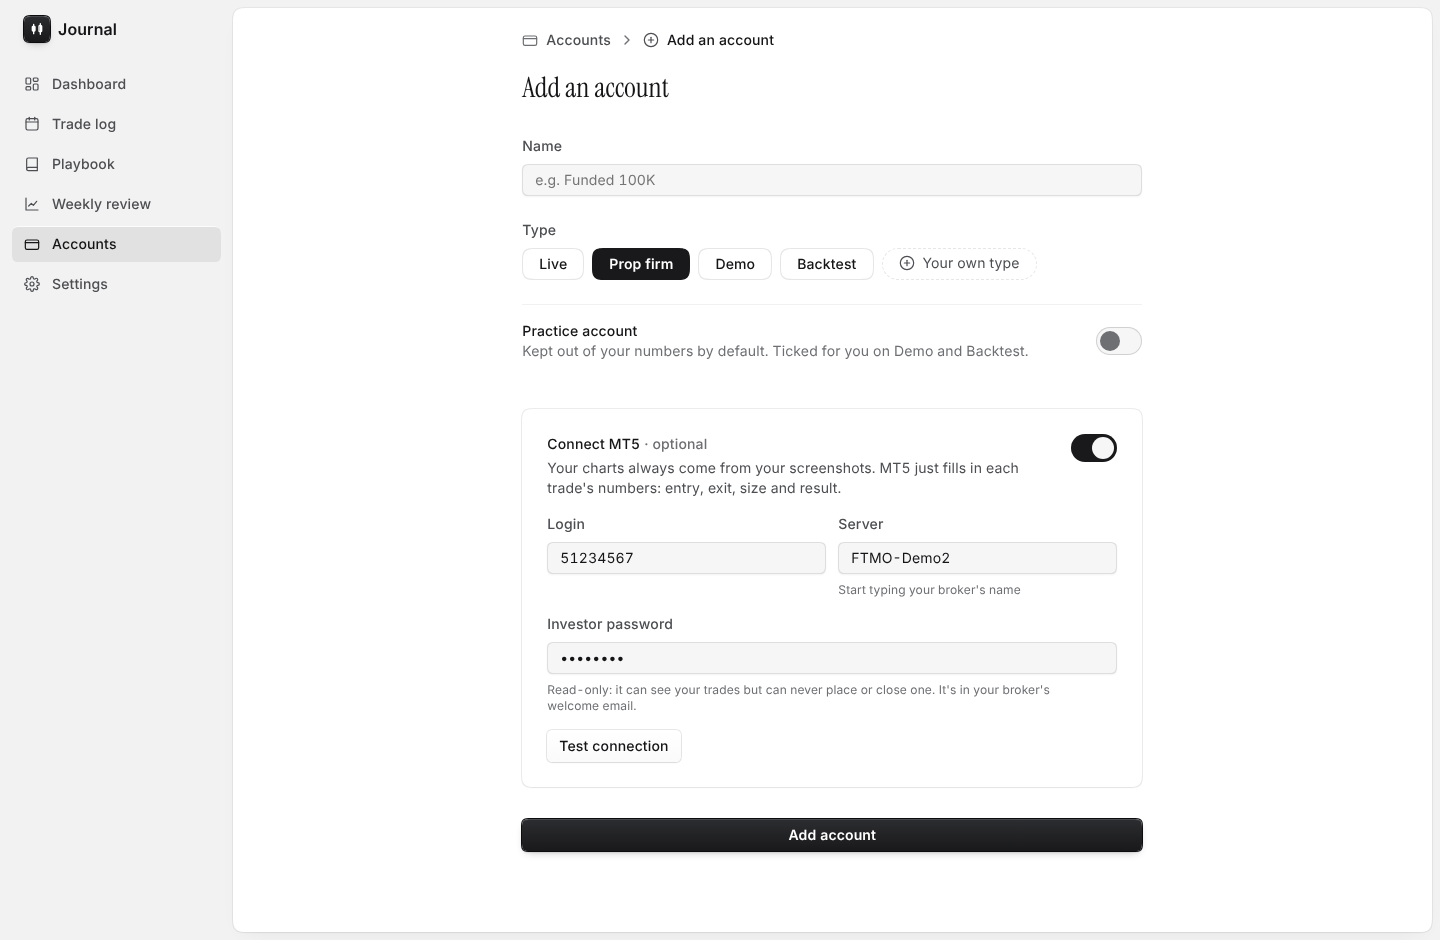 Journal
Dashboard
Trade log
Playbook
Weekly review
Accounts
Settings
Accounts
Add an account
Add an account
Name
e.g. Funded 100K
Type
Live
Prop firm
Demo
Backtest
Your own type
Practice account
Kept out of your numbers by default. Ticked for you on Demo and Backtest.
Connect MT5 · optional
Your charts always come from your screenshots. MT5 just fills in each
trade's numbers: entry, exit, size and result.
Login
51234567
Server
FTMO-Demo2
Start typing your broker's name
Investor password
••••••••
Read-only: it can see your trades but can never place or close one. It's in your broker's
welcome email.
Test connection
Add account